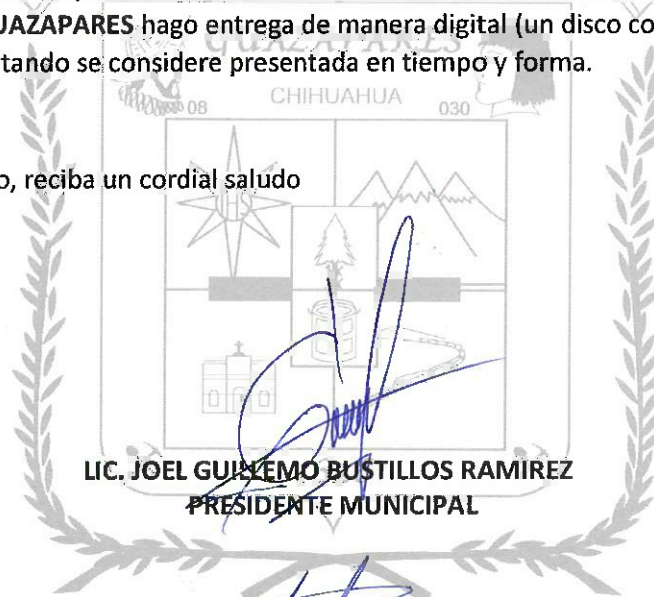 UAZAPARES hago entrega de manera digital (un disco co
GUAZAPARES
tando se considere presentada en tiempo y forma.
08 CHIHUAHUA 030
o, reciba un cordial saludo
LIC. JOEL GUILLEMO BUSTILLOS RAMIREZ
PRESIDENTE MUNICIPAL